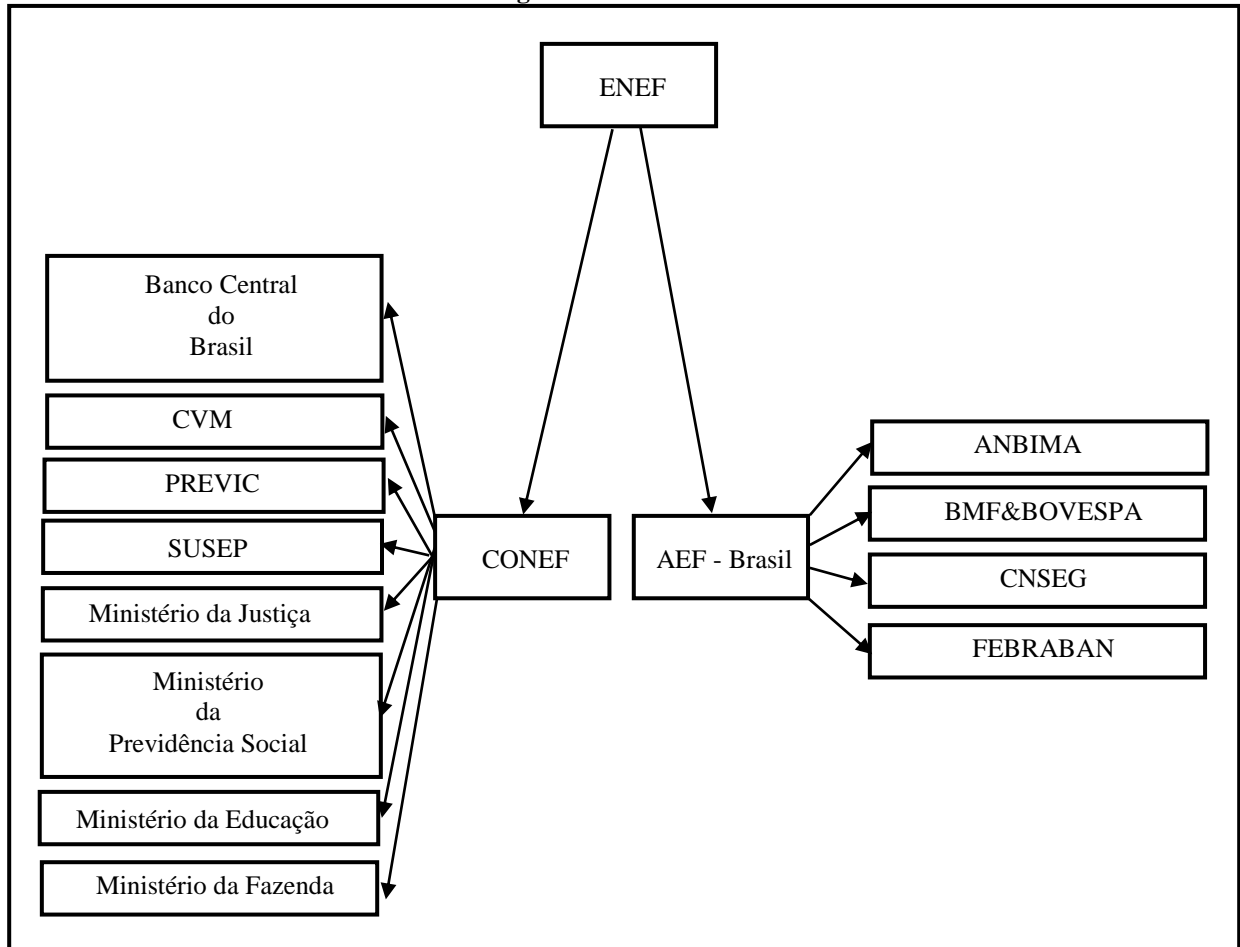 ENEF
Banco Central
do
Brasil
CVM
PREVIC
SUSEP
Ministério da Justiça
Ministério
da
Previdência Social
Ministério da Educação
Ministério da Fazenda
CONEF
AEF - Brasil
ANBIMA
BMF&BOVESPA
CNSEG
FEBRABAN